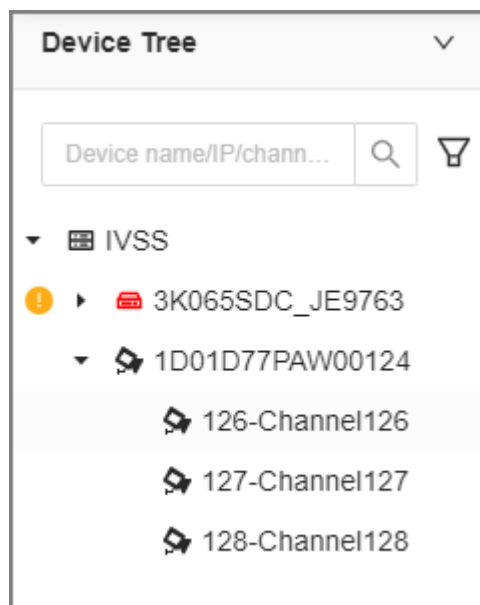 Device Tree
Device name/IP/chann...
IVSS
3K065SDC_JE9763
1D01D77PAW00124
126-Channel126
127-Channel127
128-Channel128